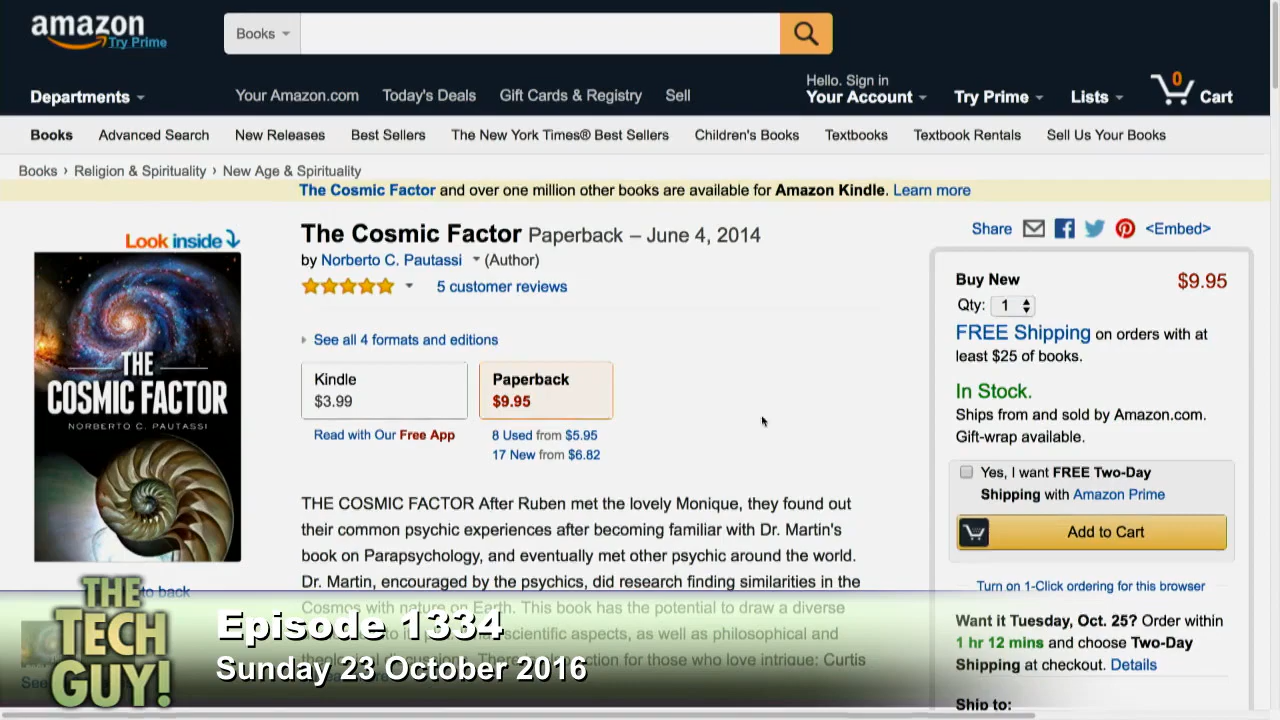 amazon
Try Prime
Books
Departments
Your Amazon.com
Today's Deals
Gift Cards & Registry
Sell
Hello. Sign in
Your Account
Try Prime
Lists
0
Cart
Books
Advanced Search
New Releases
Best Sellers
The New York Times® Best Sellers
Children's Books
Textbooks
Textbook Rentals
Sell Us Your Books
Books › Religion & Spirituality › New Age & Spirituality
The Cosmic Factor and over one million other books are available for Amazon Kindle. Learn more
Look inside
THE
COSMIC FACTOR
NORBERTO C. PAUTASSI
to back
See
The Cosmic Factor Paperback – June 4, 2014
by Norberto C. Pautassi (Author)
5 customer reviews
See all 4 formats and editions
Kindle
$3.99
Paperback
$9.95
Read with Our Free App
8 Used from $5.95
17 New from $6.82
THE COSMIC FACTOR After Ruben met the lovely Monique, they found out
their common psychic experiences after becoming familiar with Dr. Martin's
book on Parapsychology, and eventually met other psychic around the world.
Dr. Martin, encouraged by the psychics, did research finding similarities in the
Cosmos with nature on Earth. This book has the potential to draw a diverse
scientific aspects, as well as philosophical and
for those who love intrigue: Curtis
Share
<Embed>
Buy New
$9.95
Qty: 1
FREE Shipping on orders with at
least $25 of books.
In Stock.
Ships from and sold by Amazon.com.
Gift-wrap available.
Yes, I want FREE Two-Day
Shipping with Amazon Prime
Add to Cart
Turn on 1-Click ordering for this browser
Want it Tuesday, Oct. 25? Order within
1 hr 12 mins and choose Two-Day
Shipping at checkout. Details
Ship to:
THE
TECH
GUY!
Episode 1334
Sunday 23 October 2016